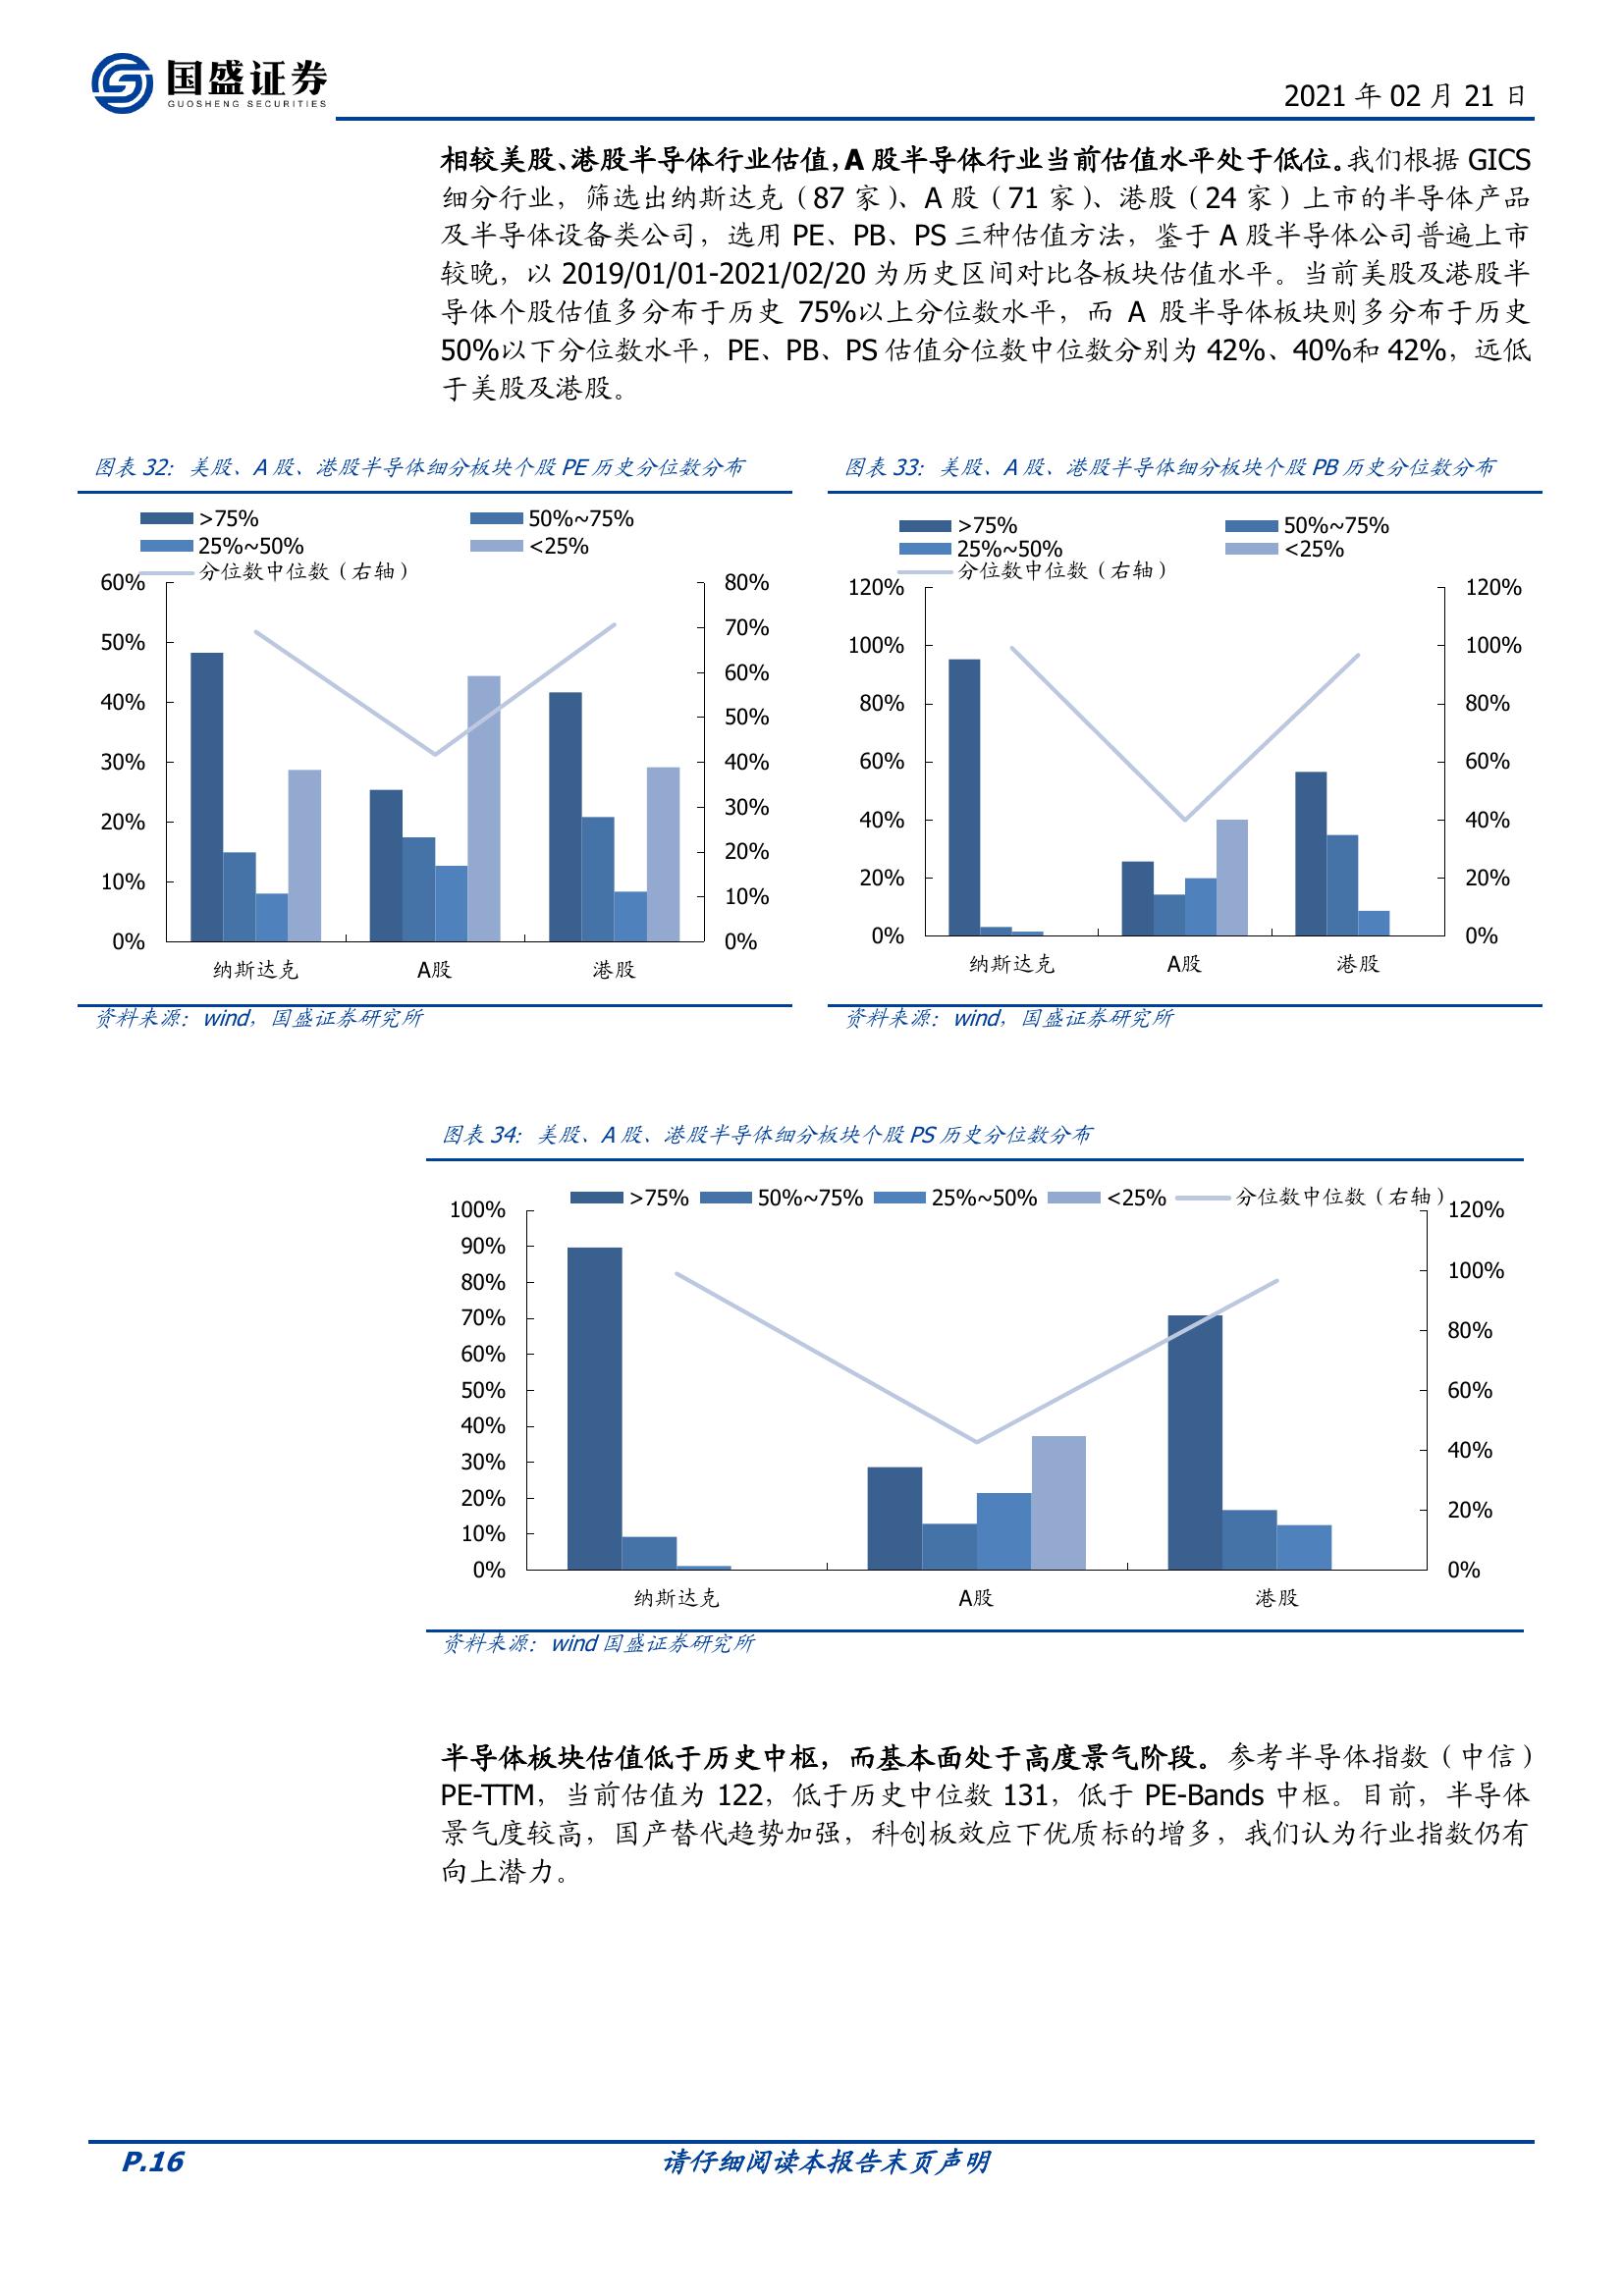 国盛证券
GUOSHENG SECURITIES
2021 年 02 月 21 日
相较美股、港股半导体行业估值，A 股半导体行业当前估值水平处于低位。我们根据 GICS
细分行业，筛选出纳斯达克（87 家）、A 股（71 家）、港股（24 家）上市的半导体产品
及半导体设备类公司，选用 PE、PB、PS 三种估值方法，鉴于 A 股半导体公司普遍上市
较晚，以 2019/01/01-2021/02/20 为历史区间对比各板块估值水平。当前美股及港股半
导体个股估值多分布于历史 75%以上分位数水平，而 A 股半导体板块则多分布于历史
50%以下分位数水平，PE、PB、PS 估值分位数中位数分别为 42%、40%和 42%，远低
于美股及港股。
图表 32：美股、A 股、港股半导体细分板块个股 PE 历史分位数分布
>75%
50%~75%
25%~50%
<25%
分位数中位数（右轴）
60%
50%
40%
30%
20%
10%
0%
80%
70%
60%
50%
40%
30%
20%
10%
0%
纳斯达克
A股
港股
资料来源：wind，国盛证券研究所
图表 33：美股、A 股、港股半导体细分板块个股 PB 历史分位数分布
>75%
50%~75%
25%~50%
<25%
分位数中位数（右轴）
120%
100%
80%
60%
40%
20%
0%
120%
100%
80%
60%
40%
20%
0%
纳斯达克
A股
港股
资料来源：wind，国盛证券研究所
图表 34：美股、A 股、港股半导体细分板块个股 PS 历史分位数分布
>75%
50%~75%
25%~50%
<25%
分位数中位数（右轴）
100%
90%
80%
70%
60%
50%
40%
30%
20%
10%
0%
120%
100%
80%
60%
40%
20%
0%
纳斯达克
A股
港股
资料来源：wind 国盛证券研究所
半导体板块估值低于历史中枢，而基本面处于高度景气阶段。参考半导体指数（中信）
PE-TTM，当前估值为 122，低于历史中位数 131，低于 PE-Bands 中枢。目前，半导体
景气度较高，国产替代趋势加强，科创板效应下优质标的增多，我们认为行业指数仍有
向上潜力。
P.16
请仔细阅读本报告末页声明